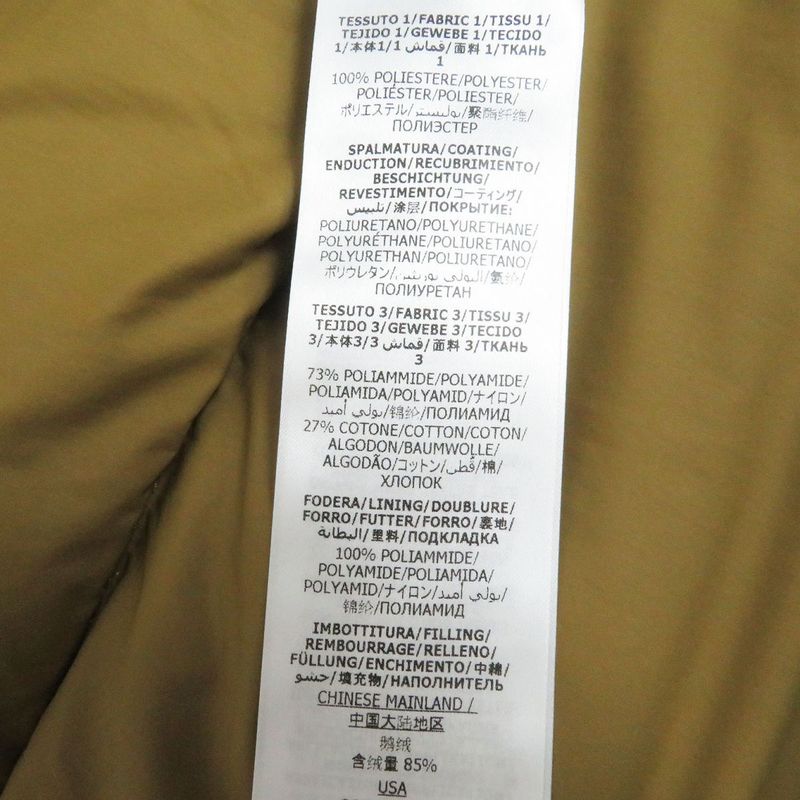 TESSUTO 1/FABRIC 1/TISSU 1/
TEJIDO 1/GEWEBE 1/TECIDO
1/本体1/قماش 1/面料 1/ТКАНЬ
1
100% POLIESTERE/POLYESTER/
POLIÉSTER/POLIESTER/
ポリエステル/بوليستر/聚酯纤维/
ПОЛИЭСТЕР
SPALMATURA/COATING/
ENDUCTION/RECUBRIMIENTO/
BESCHICHTUNG/
REVESTIMENTO/コーティング/
تلبيس/涂层/ПОКРЫТИЕ:
POLIURETANO/POLYURETHANE/
POLYURÉTHANE/POLIURETANO/
POLYURETHAN/POLIURETANO/
ポリウレタン/البولي يوريثين/氨纶/
ПОЛИУРЕТАН
TESSUTO 3/FABRIC 3/TISSU 3/
TEJIDO 3/GEWEBE 3/TECIDO
3/本体3/قماش 3/面料 3/ТКАНЬ
3
73% POLIAMMIDE/POLYAMIDE/
POLIAMIDA/POLYAMID/ナイロン/
بولي أميد/锦纶/ПОЛИАМИД
27% COTONE/COTTON/COTON/
ALGODON/BAUMWOLLE/
ALGODÃO/コットン/قُطن/棉/
ХЛОПОК
FODERA/LINING/DOUBLURE/
FORRO/FUTTER/FORRO/裏地/
البطانة/里料/ПОДКЛАДКА
100% POLIAMMIDE/
POLYAMIDE/POLIAMIDA/
POLYAMID/ナイロン/بولي أميد/
锦纶/ПОЛИАМИД
IMBOTTITURA/FILLING/
REMBOURRAGE/RELLENO/
FÜLLUNG/ENCHIMENTO/中綿/
حشو/填充物/НАПОЛНИТЕЛЬ
CHINESE MAINLAND /
中国大陆地区
鹅绒
含绒量 85%
USA